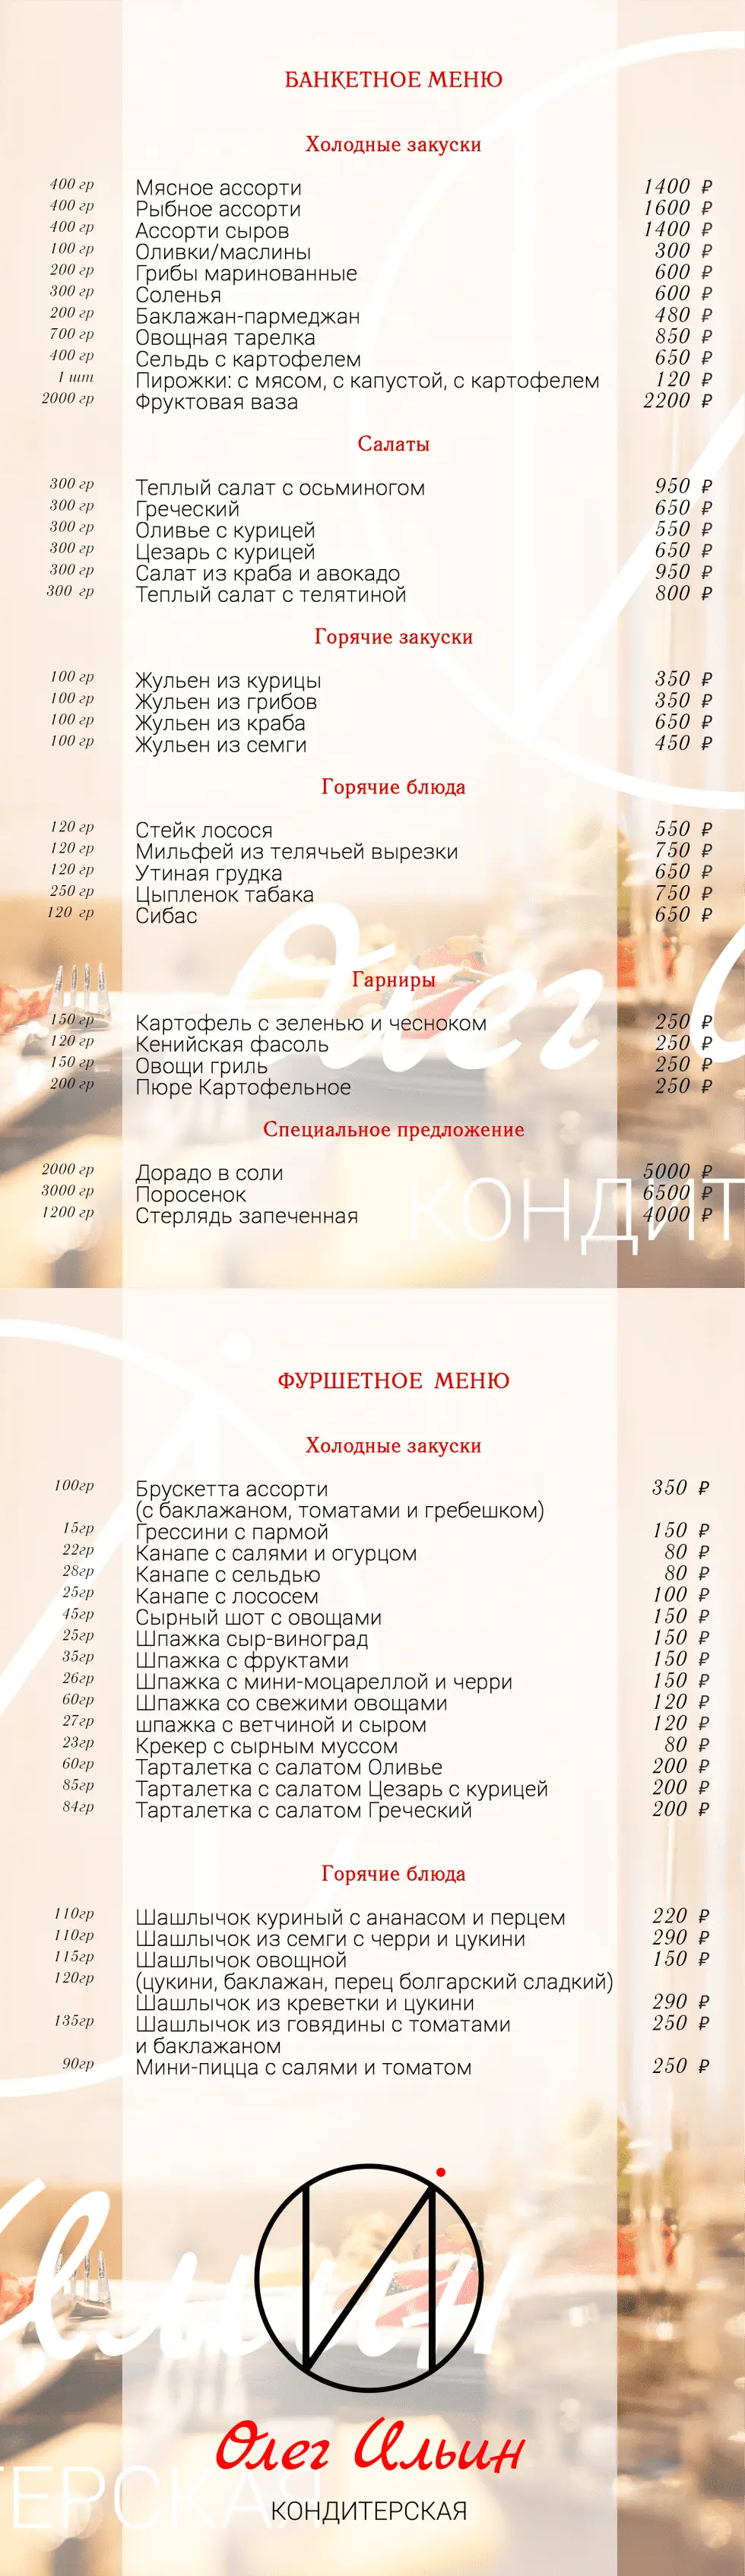 БАНКЕТНОЕ МЕНЮ
Холодные закуски
400 гр Мясное ассорти 1400 ₽
400 гр Рыбное ассорти 1600 ₽
400 гр Ассорти сыров 1400 ₽
100 гр Оливки/маслины 300 ₽
200 гр Грибы маринованные 600 ₽
300 гр Соленья 600 ₽
200 гр Баклажан-пармеджан 480 ₽
700 гр Овощная тарелка 850 ₽
400 гр Сельдь с картофелем 650 ₽
1 шт Пирожки: с мясом, с капустой, с картофелем 120 ₽
2000 гр Фруктовая ваза 2200 ₽
Салаты
300 гр Теплый салат с осьминогом 950 ₽
300 гр Греческий 650 ₽
300 гр Оливье с курицей 550 ₽
300 гр Цезарь с курицей 650 ₽
300 гр Салат из краба и авокадо 950 ₽
300 гр Теплый салат с телятиной 800 ₽
Горячие закуски
100 гр Жульен из курицы 350 ₽
100 гр Жульен из грибов 350 ₽
100 гр Жульен из краба 650 ₽
100 гр Жульен из семги 450 ₽
Горячие блюда
120 гр Стейк лосося 550 ₽
120 гр Мильфей из телячьей вырезки 750 ₽
120 гр Утиная грудка 650 ₽
250 гр Цыпленок табака 750 ₽
120 гр Сибас 650 ₽
Олег
Гарниры
150 гр Картофель с зеленью и чесноком 250 ₽
120 гр Кенийская фасоль 250 ₽
150 гр Овощи гриль 250 ₽
200 гр Пюре Картофельное 250 ₽
Специальное предложение
2000 гр Дорадо в соли 5000 ₽
3000 гр Поросенок 6500 ₽
1200 гр Стерлядь запеченная 4000 ₽
КОНДИТ
ФУРШЕТНОЕ МЕНЮ
Холодные закуски
100гр Брускетта ассорти 350 ₽
(с баклажаном, томатами и гребешком)
15гр Грессини с пармой 150 ₽
22гр Канапе с салями и огурцом 80 ₽
28гр Канапе с сельдью 80 ₽
25гр Канапе с лососем 100 ₽
45гр Сырный шот с овощами 150 ₽
25гр Шпажка сыр-виноград 150 ₽
35гр Шпажка с фруктами 150 ₽
26гр Шпажка с мини-моцареллой и черри 150 ₽
60гр Шпажка со свежими овощами 120 ₽
27гр шпажка с ветчиной и сыром 120 ₽
23гр Крекер с сырным муссом 80 ₽
60гр Тарталетка с салатом Оливье 200 ₽
85гр Тарталетка с салатом Цезарь с курицей 200 ₽
84гр Тарталетка с салатом Греческий 200 ₽
Горячие блюда
110гр Шашлычок куриный с ананасом и перцем 220 ₽
110гр Шашлычок из семги с черри и цукини 290 ₽
115гр Шашлычок овощной 150 ₽
120гр (цукини, баклажан, перец болгарский сладкий)
Шашлычок из креветки и цукини 290 ₽
135гр Шашлычок из говядины с томатами 250 ₽
и баклажаном
90гр Мини-пицца с салями и томатом 250 ₽
Ильин
Олег Ильин
ТЕРСКАЯ
КОНДИТЕРСКАЯ